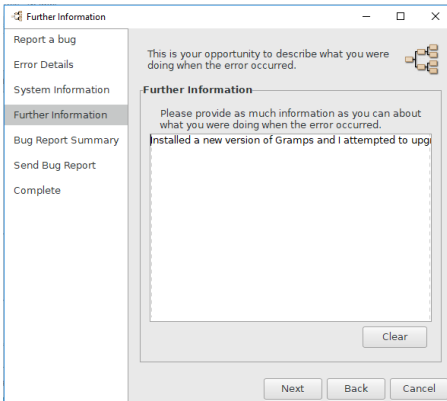 Further Information
Report a bug
Error Details
System Information
Further Information
Bug Report Summary
Send Bug Report
Complete
This is your opportunity to describe what you were
doing when the error occurred.
Further Information
Please provide as much information as you can about
what you were doing when the error occurred.
Installed a new version of Gramps and I attempted to upgr
Clear
Next
Back
Cancel